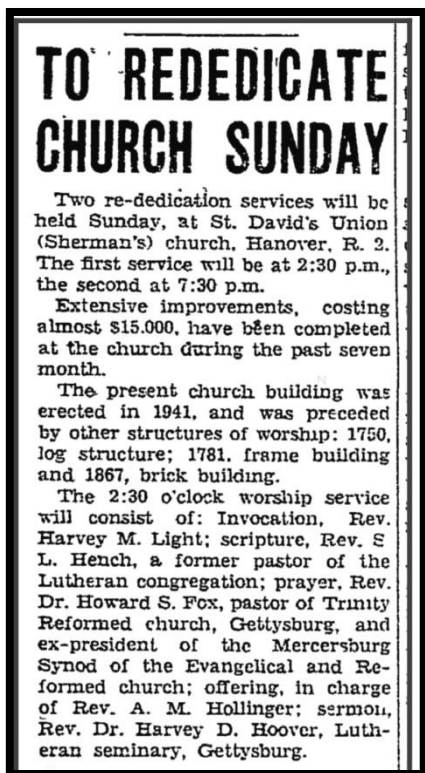 TO REDEDICATE
CHURCH SUNDAY
Two re-dedication services will be
held Sunday, at St. David's Union
(Sherman's) church, Hanover, R. 2.
The first service will be at 2:30 p.m.,
the second at 7:30 p.m.
Extensive improvements, costing
almost $15.000, have been completed
at the church during the past seven
month.
The present church building was
erected in 1941, and was preceded
by other structures of worship: 1750,
log structure; 1781, frame building
and 1867, brick building.
The 2:30 o'clock worship service
will consist of: Invocation, Rev.
Harvey M. Light; scripture, Rev. S
L. Hench, a former pastor of the
Lutheran congregation; prayer, Rev.
Dr. Howard S. Fox, pastor of Trinity
Reformed church, Gettysburg, and
ex-president of the Mercersburg
Synod of the Evangelical and Re-
formed church; offering, in charge
of Rev. A. M. Hollinger; sermon,
Rev. Dr. Harvey D. Hoover, Luth-
eran seminary, Gettysburg.